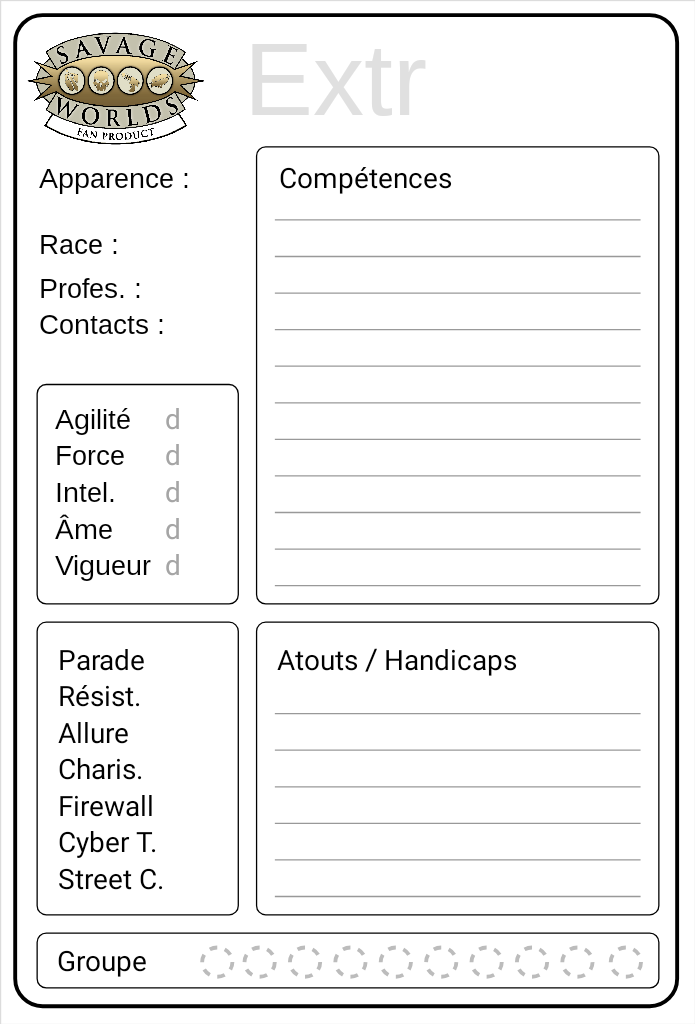 SAVAGE
WORLDS
FAN PRODUCT
Extr
Apparence :
Race :
Profes. :
Contacts :
Compétences
Agilité d
Force d
Intel. d
Âme d
Vigueur d
Parade
Résist.
Allure
Charis.
Firewall
Cyber T.
Street C.
Atouts / Handicaps
Groupe